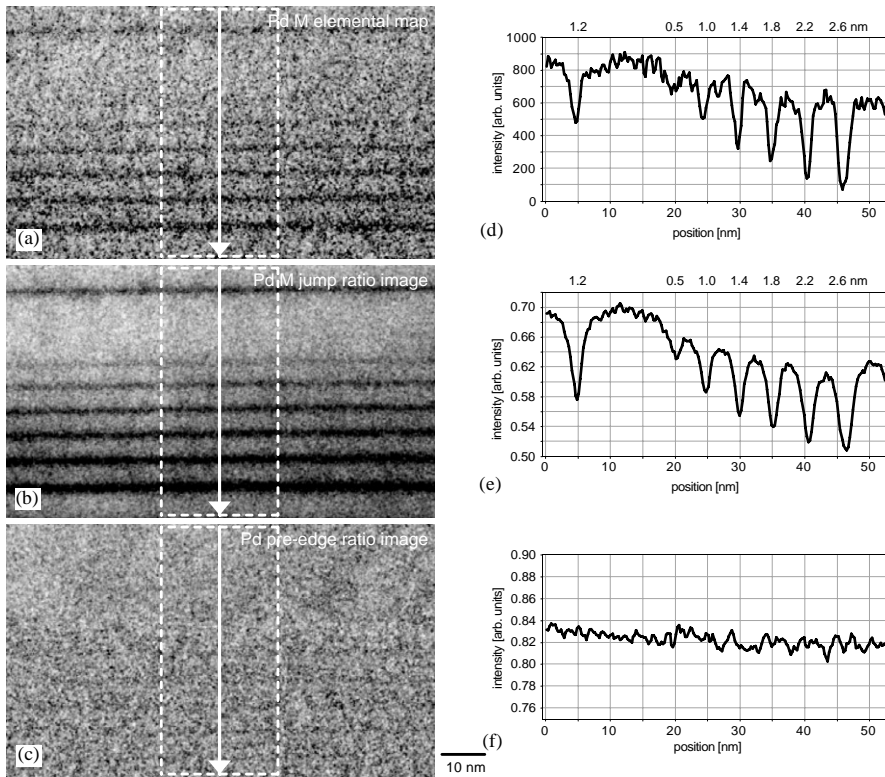 Pd M elemental map
(a)
Pd M jump ratio image
(b)
Pd pre-edge ratio image
(c)
10 nm
1.2 0.5 1.0 1.4 1.8 2.2 2.6 nm
1000
800
600
400
200
0
intensity [arb. units]
0 10 20 30 40 50
position [nm]
(d)
1.2 0.5 1.0 1.4 1.8 2.2 2.6 nm
0.70
0.66
0.62
0.58
0.54
0.50
intensity [arb. units]
0 10 20 30 40 50
position [nm]
(e)
0.90
0.88
0.86
0.84
0.82
0.80
0.78
0.76
intensity [arb. units]
0 10 20 30 40 50
position [nm]
(f)